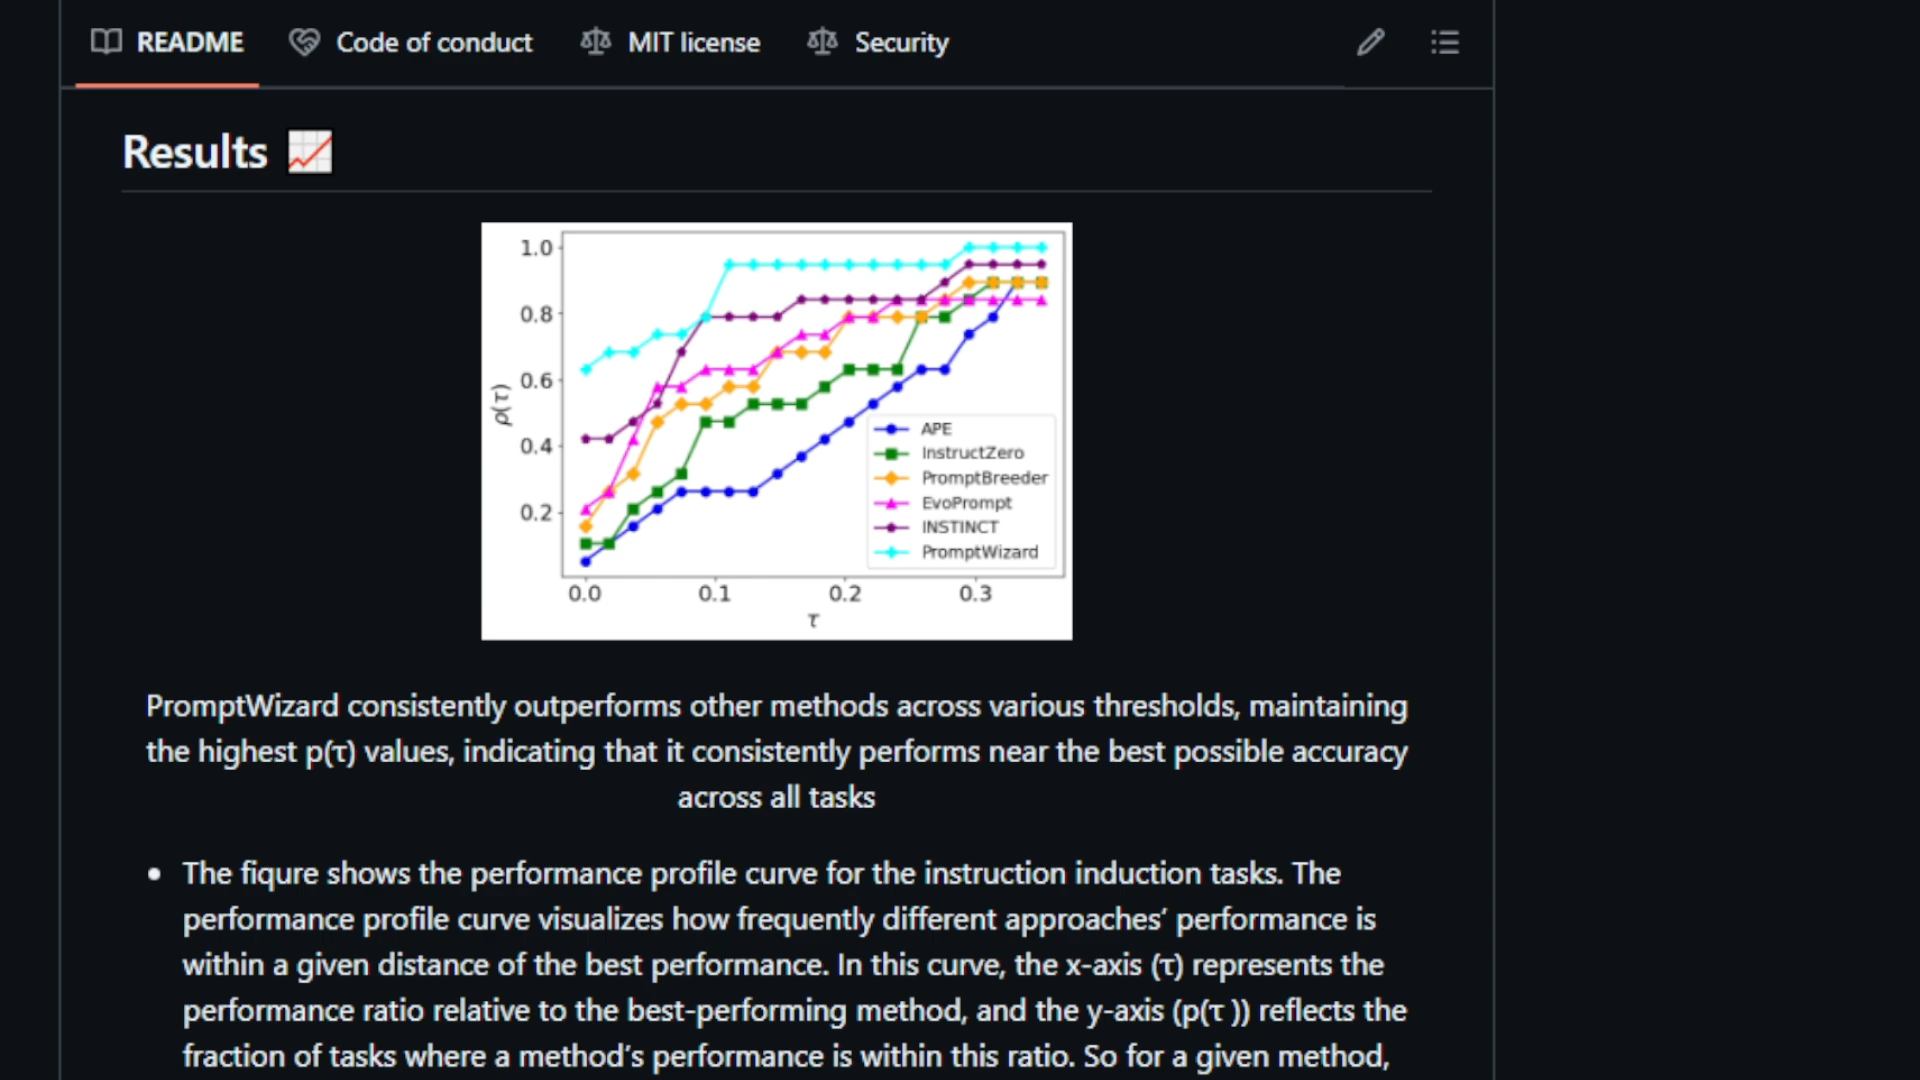 README Code of conduct MIT license Security
Results
1.0
0.8
0.6
0.4
0.2
ρ(τ)
0.0 0.1 0.2 0.3
τ
APE
InstructZero
PromptBreeder
EvoPrompt
INSTINCT
PromptWizard
PromptWizard consistently outperforms other methods across various thresholds, maintaining
the highest p(τ) values, indicating that it consistently performs near the best possible accuracy
across all tasks
• The fiqure shows the performance profile curve for the instruction induction tasks. The
performance profile curve visualizes how frequently different approaches’ performance is
within a given distance of the best performance. In this curve, the x-axis (τ) represents the
performance ratio relative to the best-performing method, and the y-axis (p(τ )) reflects the
fraction of tasks where a method’s performance is within this ratio. So for a given method,